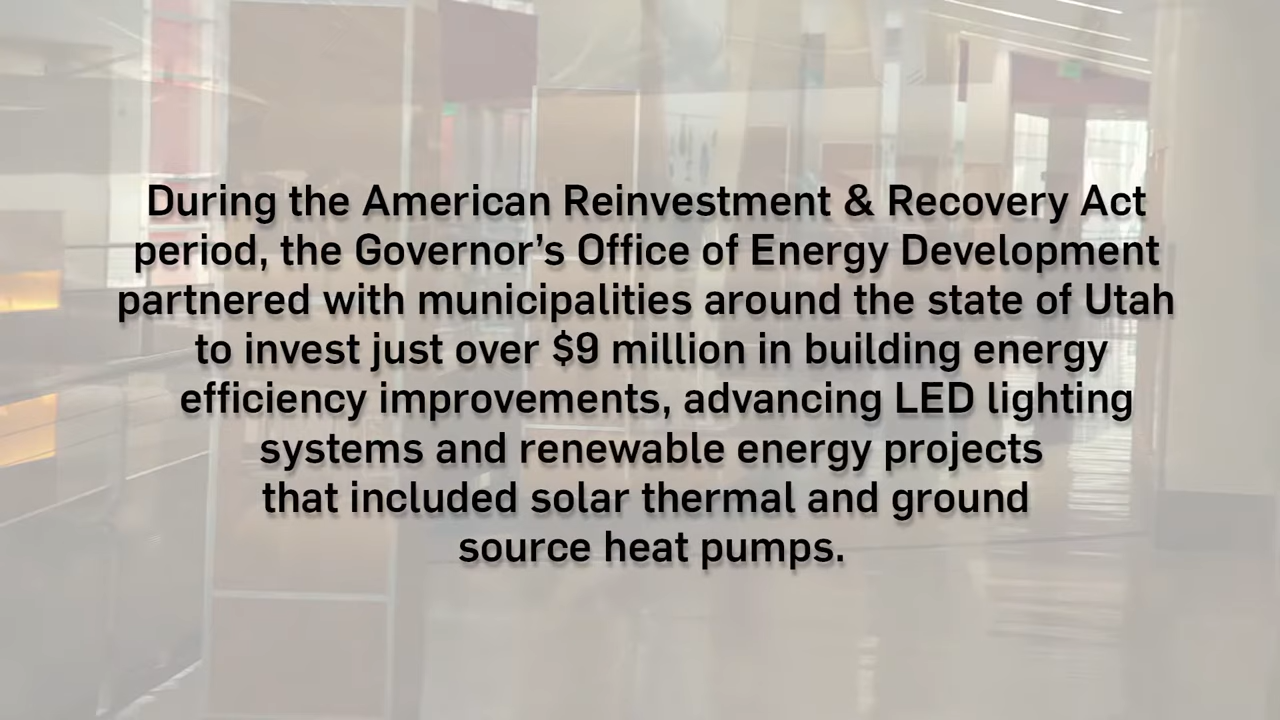 During the American Reinvestment & Recovery Act
period, the Governor’s Office of Energy Development
partnered with municipalities around the state of Utah
to invest just over $9 million in building energy
efficiency improvements, advancing LED lighting
systems and renewable energy projects
that included solar thermal and ground
source heat pumps.